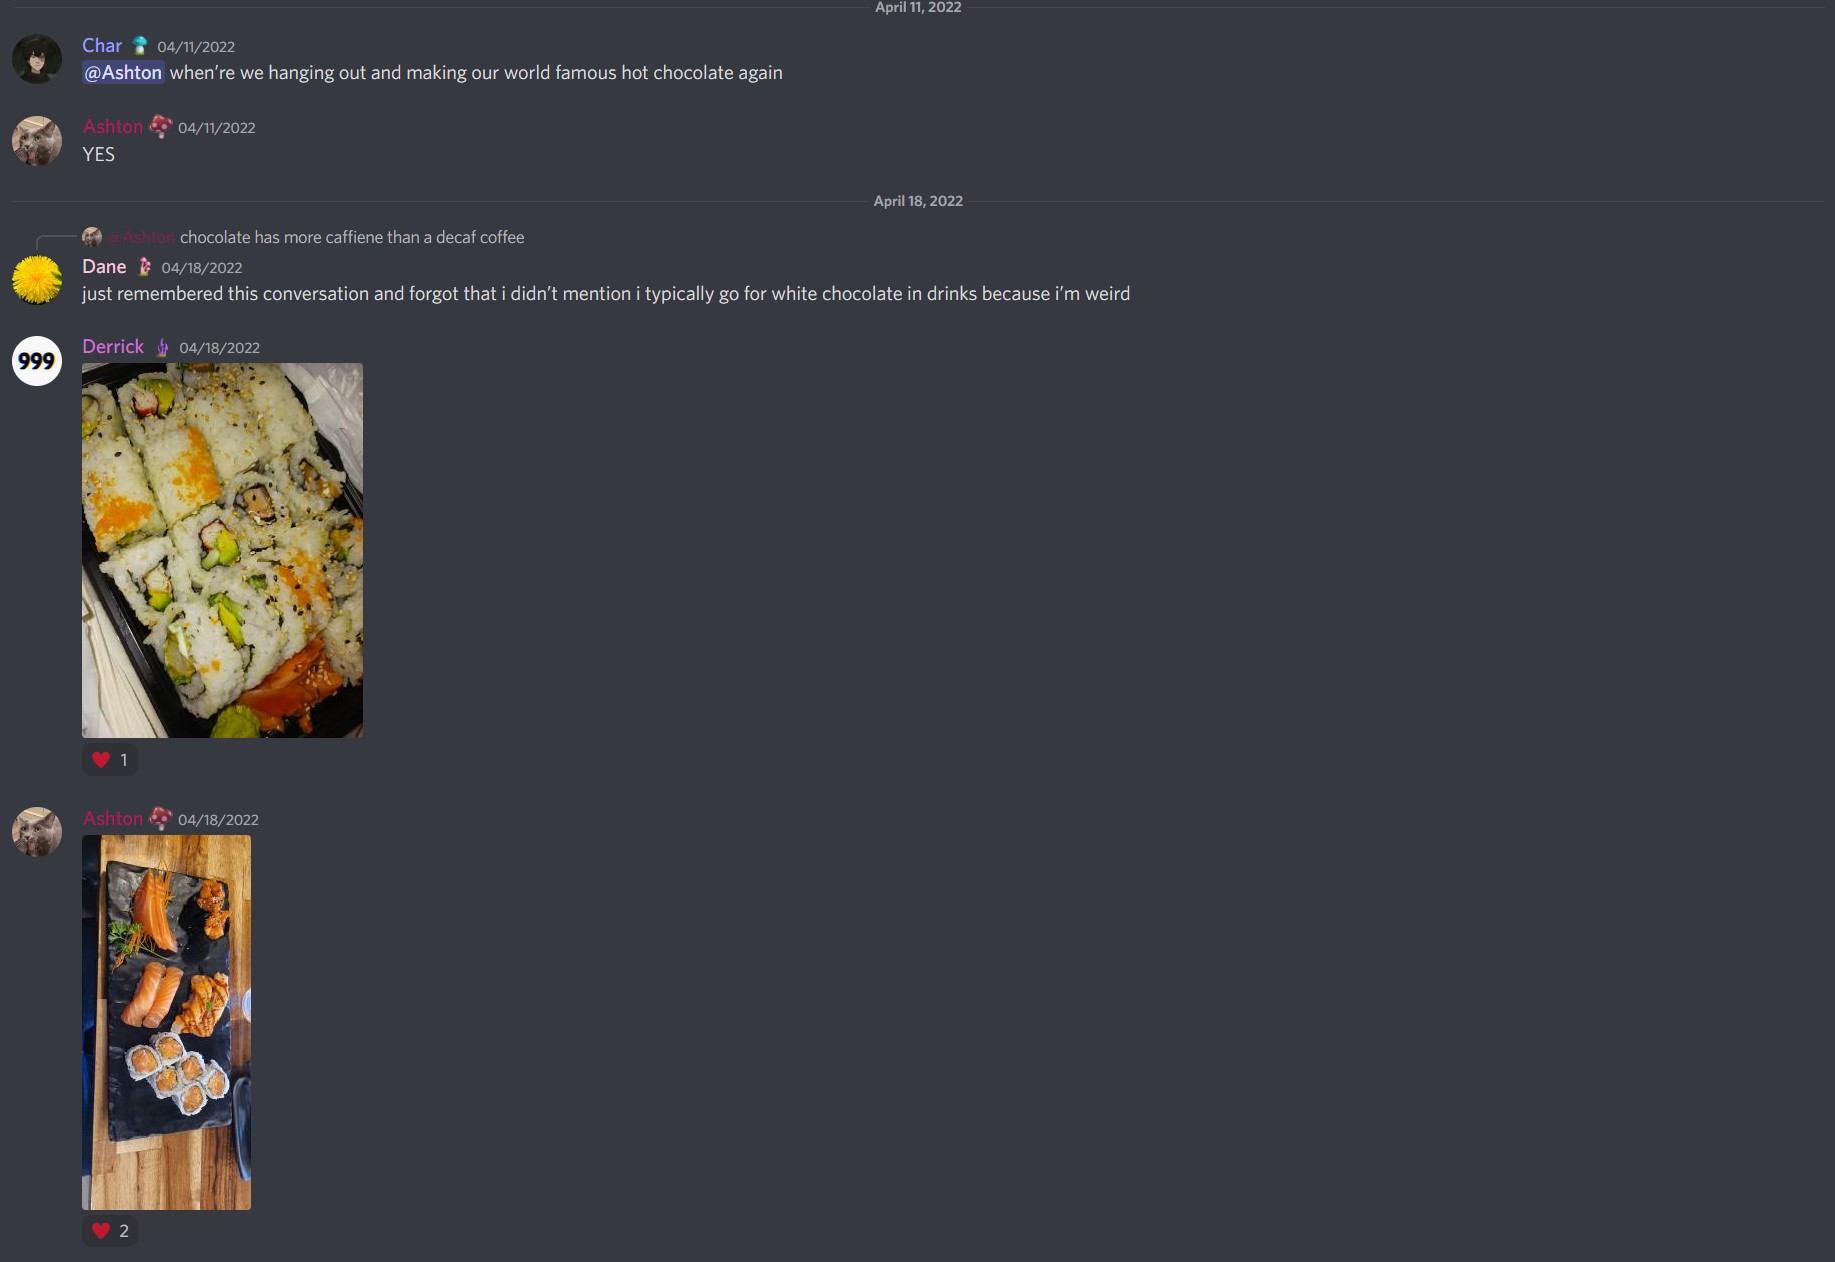 April 11, 2022
Char 04/11/2022
@Ashton when're we hanging out and making our world famous hot chocolate again
Ashton 04/11/2022
YES
April 18, 2022
@Ashton chocolate has more caffiene than a decaf coffee
Dane 04/18/2022
just remembered this conversation and forgot that i didn't mention i typically go for white chocolate in drinks because i'm weird
Derrick 04/18/2022
999
1
Ashton 04/18/2022
2